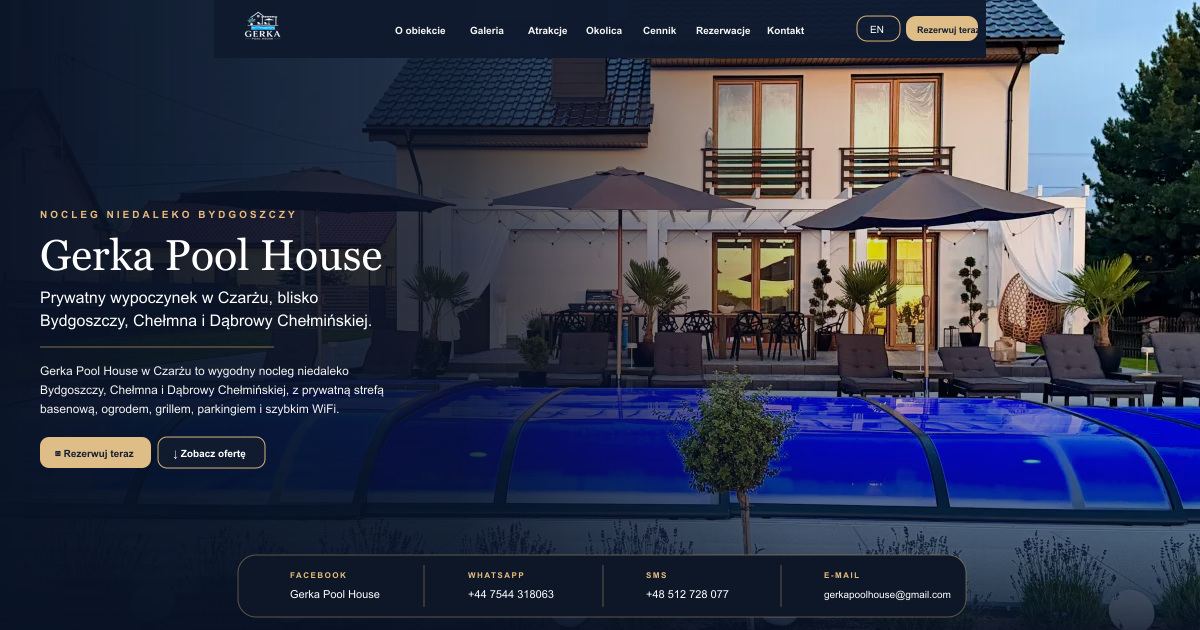 GERKA
O obiekcie Galeria Atrakcje Okolica Cennik Rezerwacje Kontakt EN Rezerwuj teraz
NOCLEG NIEDALEKO BYDGOSZCZY
Gerka Pool House
Prywatny wypoczynek w Czarżu, blisko
Bydgoszczy, Chełmna i Dąbrowy Chełmińskiej.
Gerka Pool House w Czarżu to wygodny nocleg niedaleko
Bydgoszczy, Chełmna i Dąbrowy Chełmińskiej, z prywatną strefą
basenową, ogrodem, grillem, parkingiem i szybkim WiFi.
≡ Rezerwuj teraz ↓ Zobacz ofertę
FACEBOOK WHATSAPP SMS E-MAIL
Gerka Pool House +44 7544 318063 +48 512 728 077 gerkapoolhouse@gmail.com